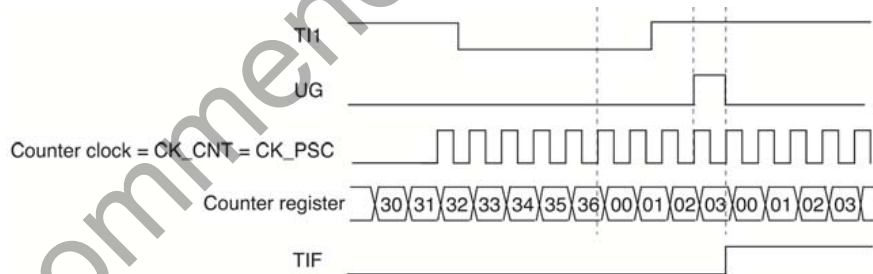 TI1
UG
Counter clock = CK_CNT = CK_PSC
Counter register 30 31 32 33 34 35 36 00 01 02 03 00 01 02 03
TIF